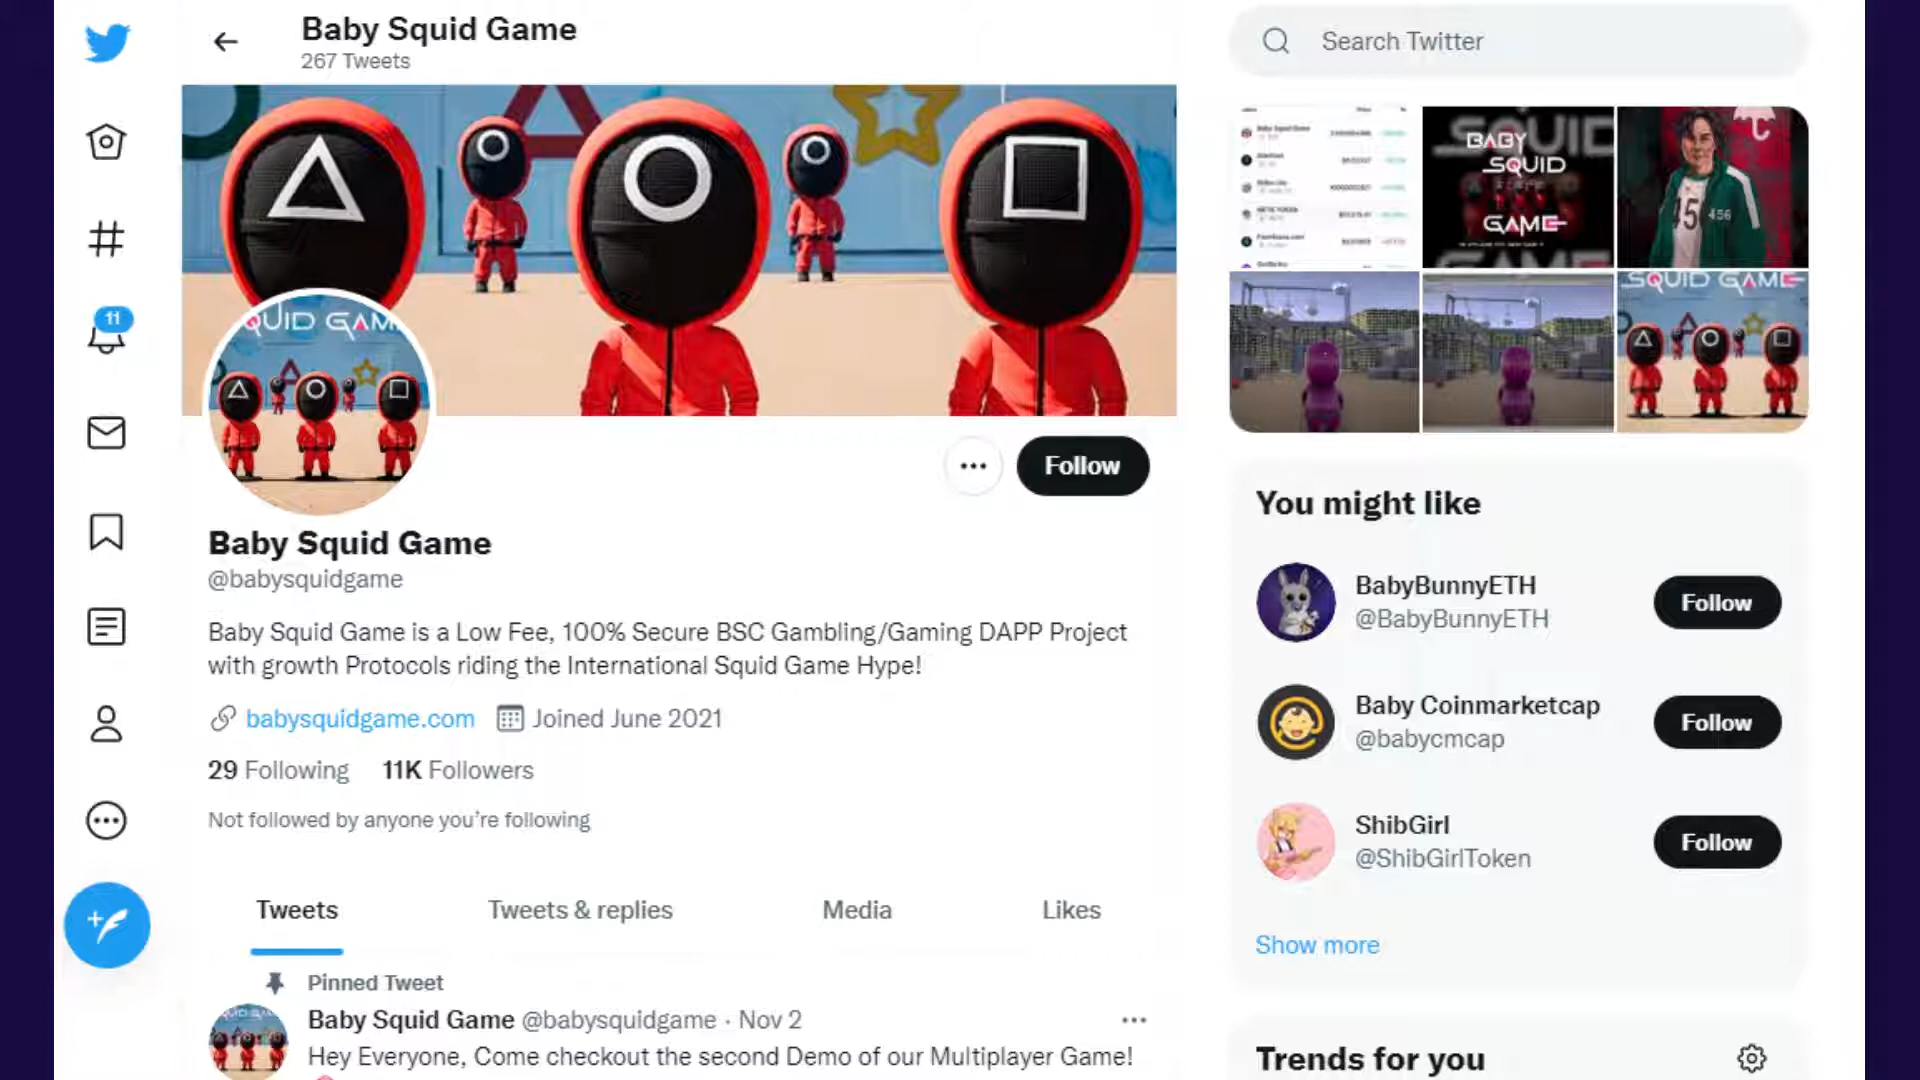 Baby Squid Game
267 Tweets
Search Twitter
BABY
SQUID
GAME
456
SQUID GAME
11
Follow
Baby Squid Game
@babysquidgame
Baby Squid Game is a Low Fee, 100% Secure BSC Gambling/Gaming DAPP Project
with growth Protocols riding the International Squid Game Hype!
babysquidgame.com Joined June 2021
29 Following 11K Followers
Not followed by anyone you're following
Tweets Tweets & replies Media Likes
Pinned Tweet
Baby Squid Game @babysquidgame · Nov 2
Hey Everyone, Come checkout the second Demo of our Multiplayer Game!
You might like
BabyBunnyETH
@BabyBunnyETH
Follow
Baby Coinmarketcap
@babycmcap
Follow
ShibGirl
@ShibGirlToken
Follow
Show more
Trends for you